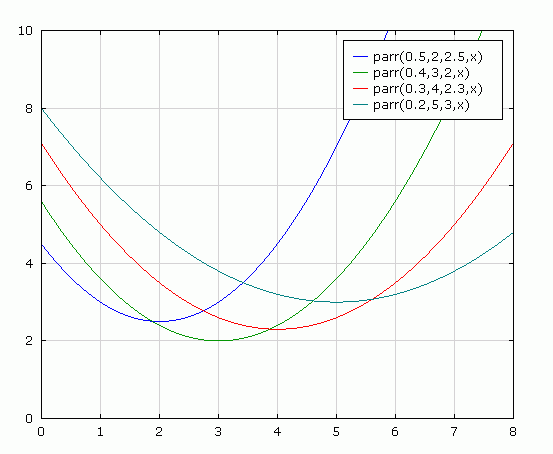 10
parr(0.5,2,2.5,x)
parr(0.4,3,2,x)
parr(0.3,4,2.3,x)
parr(0.2,5,3,x)
8
6
4
2
0
0 1 2 3 4 5 6 7 8